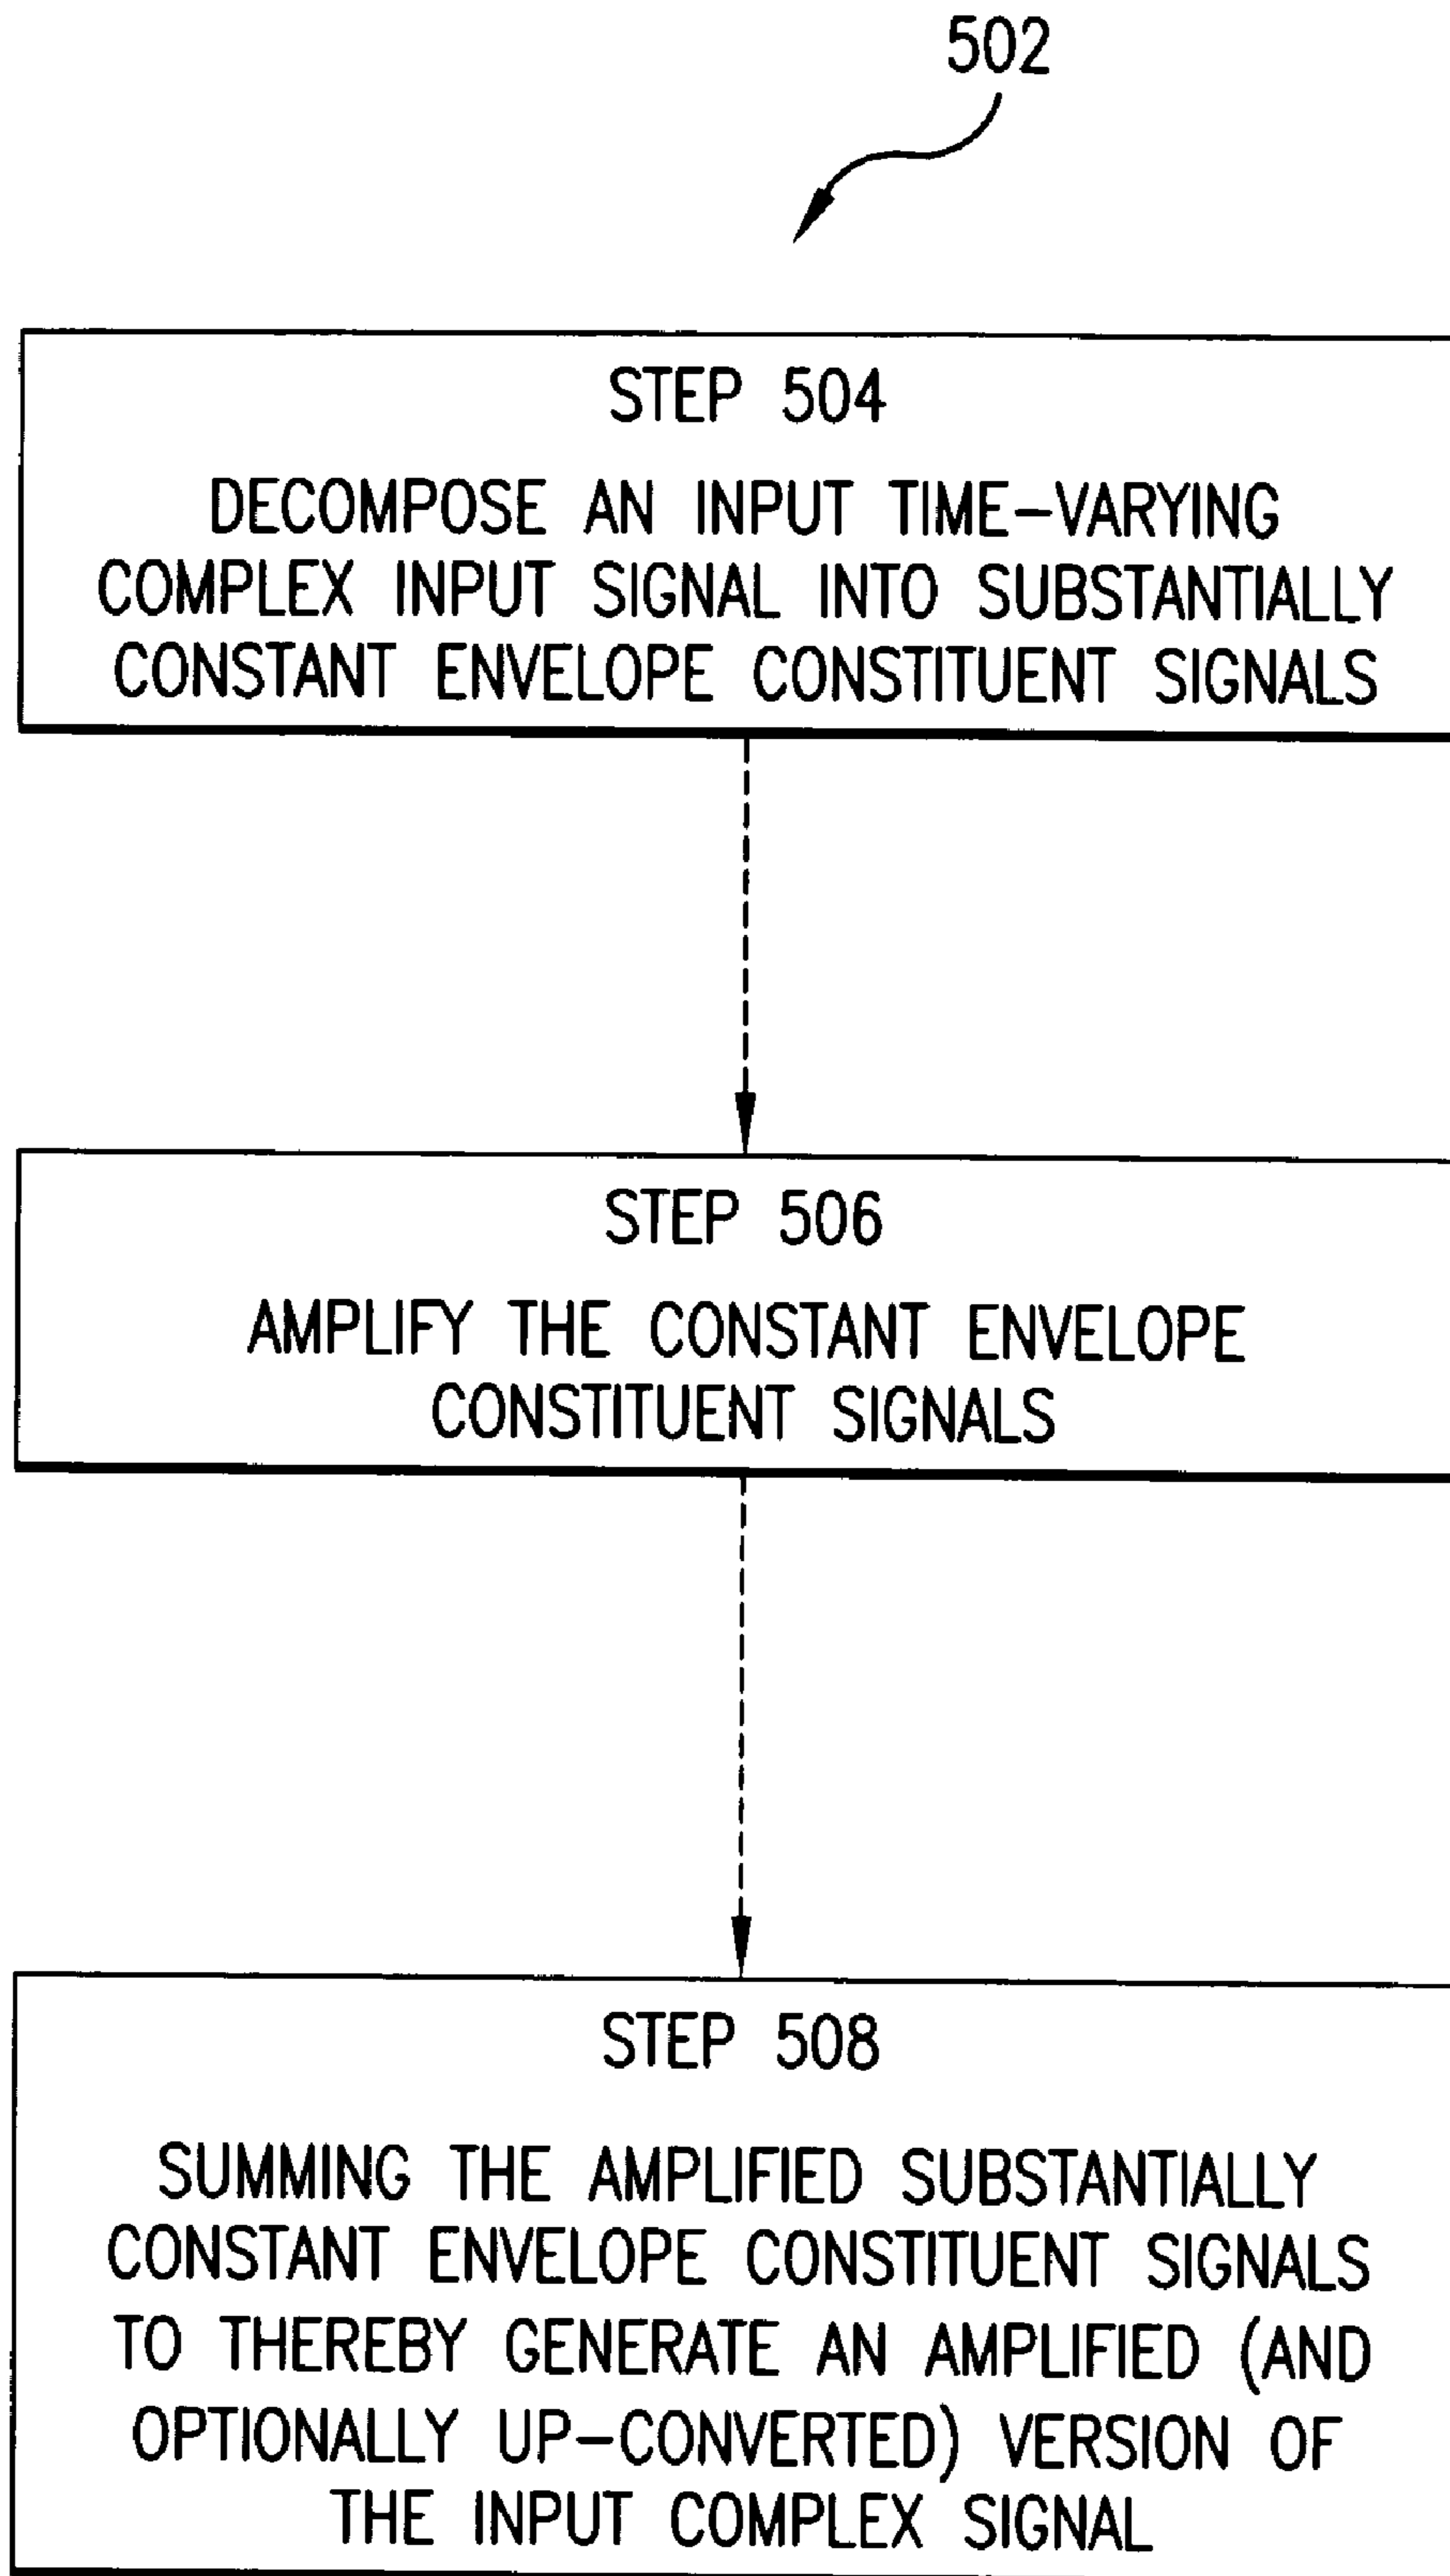 502
STEP 504
DECOMPOSE AN INPUT TIME-VARYING
COMPLEX INPUT SIGNAL INTO SUBSTANTIALLY
CONSTANT ENVELOPE CONSTITUENT SIGNALS
STEP 506
AMPLIFY THE CONSTANT ENVELOPE
CONSTITUENT SIGNALS
STEP 508
SUMMING THE AMPLIFIED SUBSTANTIALLY
CONSTANT ENVELOPE CONSTITUENT SIGNALS
TO THEREBY GENERATE AN AMPLIFIED (AND
OPTIONALLY UP-CONVERTED) VERSION OF
THE INPUT COMPLEX SIGNAL